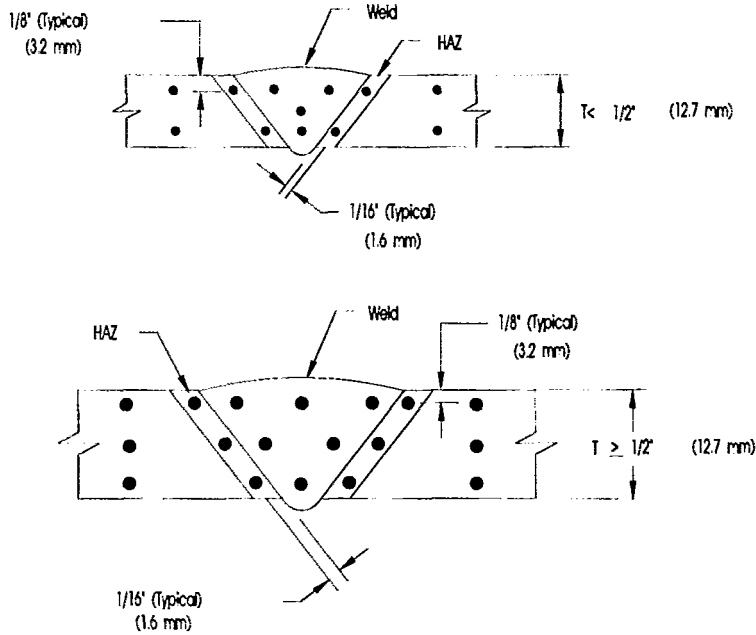 Weld
1/8" (Typical)
(3.2 mm)
HAZ
T< 1/2" (12.7 mm)
1/16" (Typical)
(1.6 mm)
Weld
1/8" (Typical)
(3.2 mm)
HAZ
T ≥ 1/2" (12.7 mm)
1/16" (Typical)
(1.6 mm)